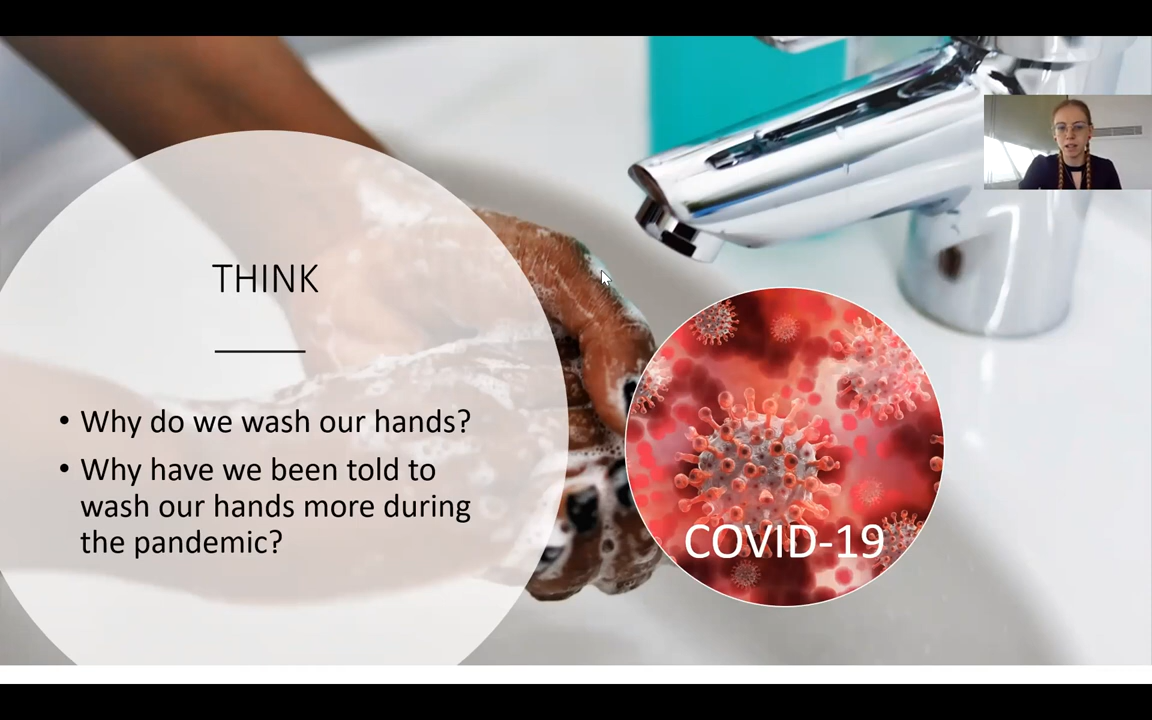 THINK
• Why do we wash our hands?
• Why have we been told to
wash our hands more during
the pandemic?
COVID-19